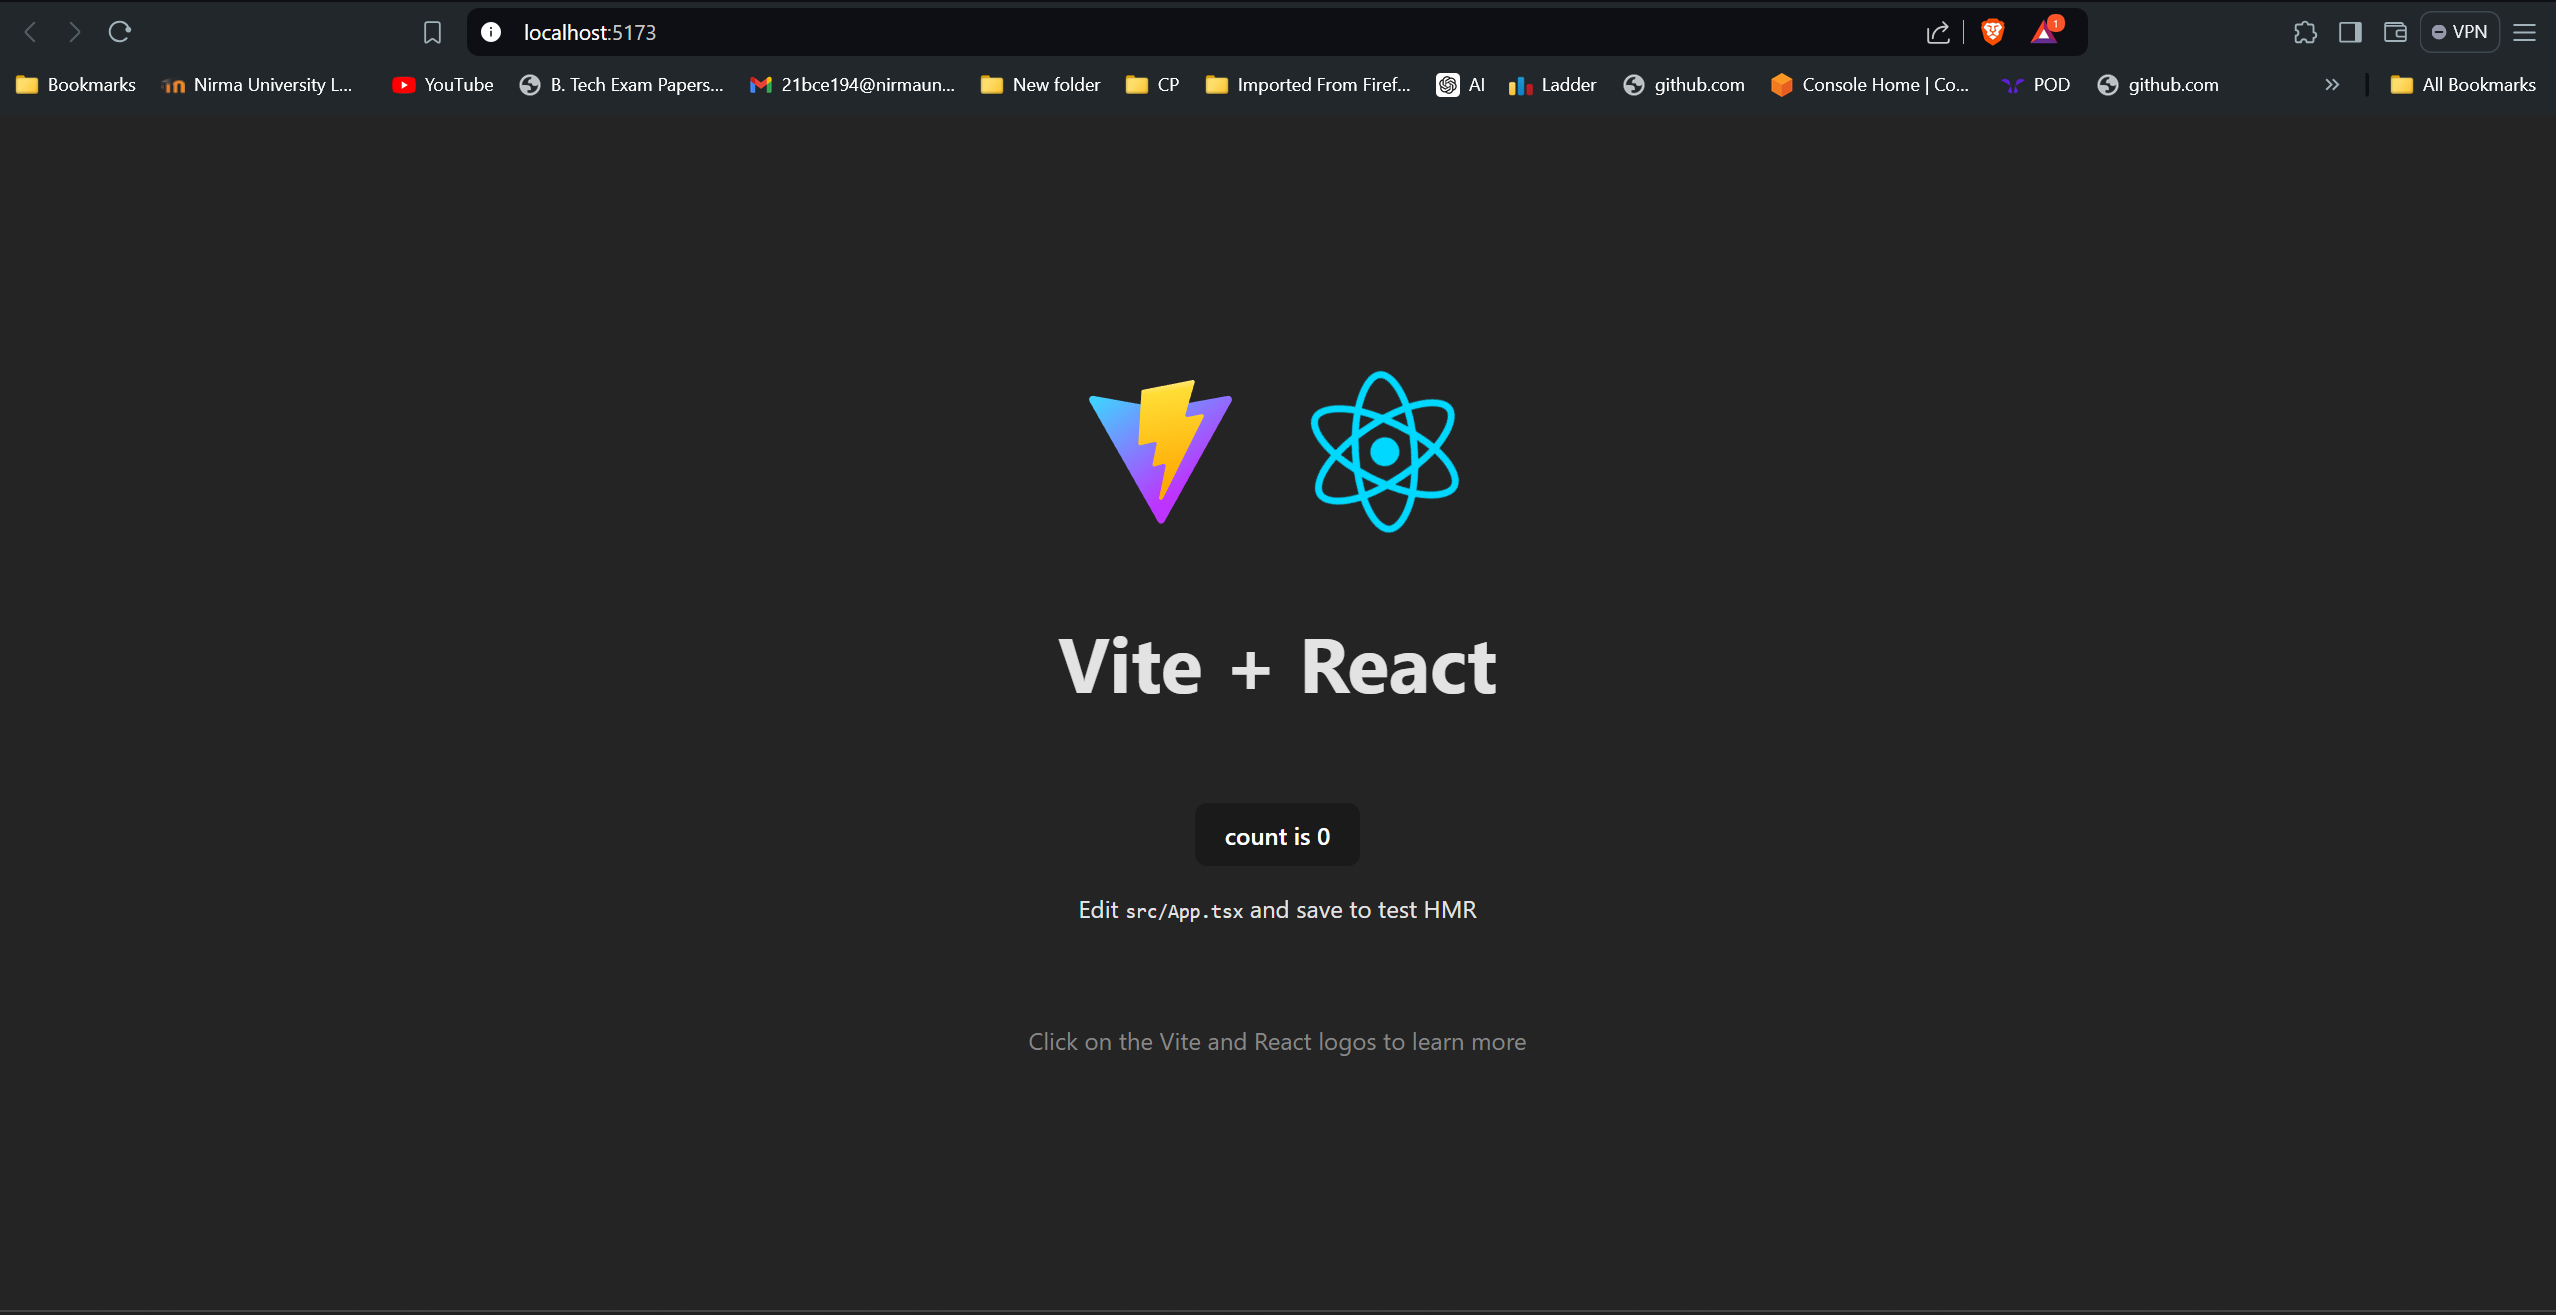 localhost:5173
1
VPN
Bookmarks Nirma University L... YouTube B. Tech Exam Papers... 21bce194@nirmaun... New folder CP Imported From Firef... AI Ladder github.com Console Home | Co... POD github.com » All Bookmarks
Vite + React
count is 0
Edit src/App.tsx and save to test HMR
Click on the Vite and React logos to learn more